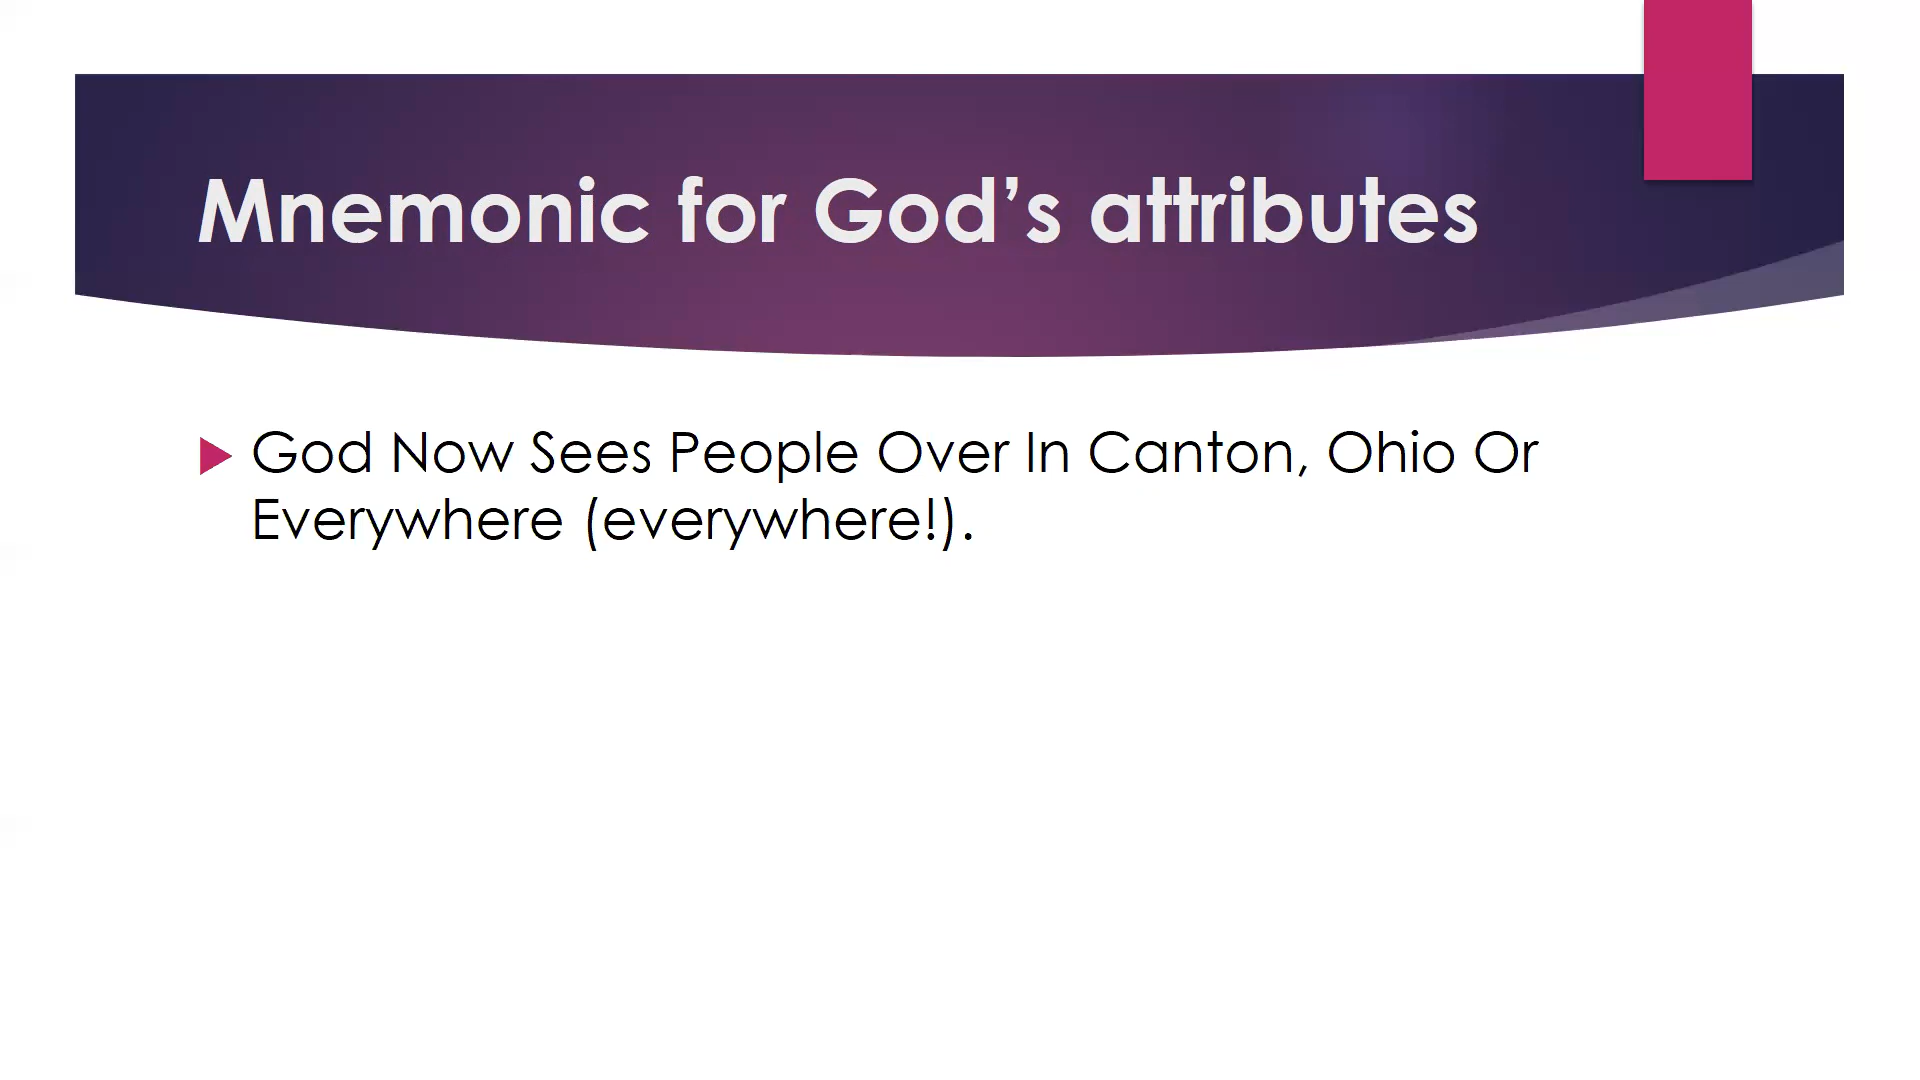 Mnemonic for God’s attributes
God Now Sees People Over In Canton, Ohio Or
Everywhere (everywhere!).